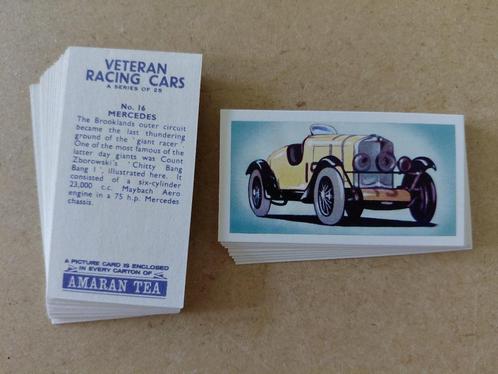 VETERAN
RACING CARS
A SERIES OF 25
No. 16
MERCEDES
The Brooklands outer circuit
became the last thundering
ground of the 'giant racer'.
One of the most famous of the
latter day giants was Count
Zborowski's 'Chitty Bang
Bang I', illustrated here. It
consisted of a six-cylinder
23,000 c.c. Maybach Aero
engine in a 75 h.p. Mercedes
chassis.
A PICTURE CARD IS ENCLOSED
IN EVERY CARTON OF
AMARAN TEA